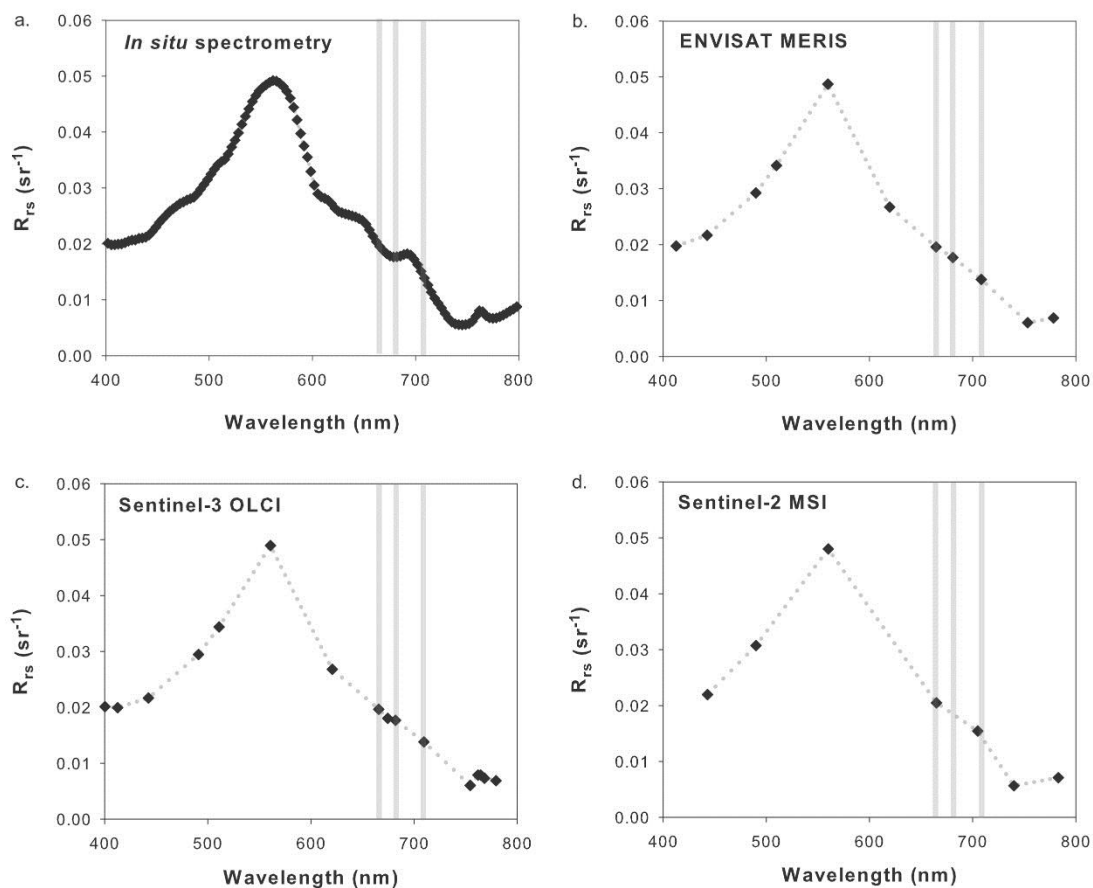 a.
In situ spectrometry
0.06
0.05
0.04
0.03
0.02
0.01
0.00
Rrs (sr-1)
400 500 600 700 800
Wavelength (nm)
b.
ENVISAT MERIS
0.06
0.05
0.04
0.03
0.02
0.01
0.00
Rrs (sr-1)
400 500 600 700 800
Wavelength (nm)
c.
Sentinel-3 OLCI
0.06
0.05
0.04
0.03
0.02
0.01
0.00
Rrs (sr-1)
400 500 600 700 800
Wavelength (nm)
d.
Sentinel-2 MSI
0.06
0.05
0.04
0.03
0.02
0.01
0.00
Rrs (sr-1)
400 500 600 700 800
Wavelength (nm)